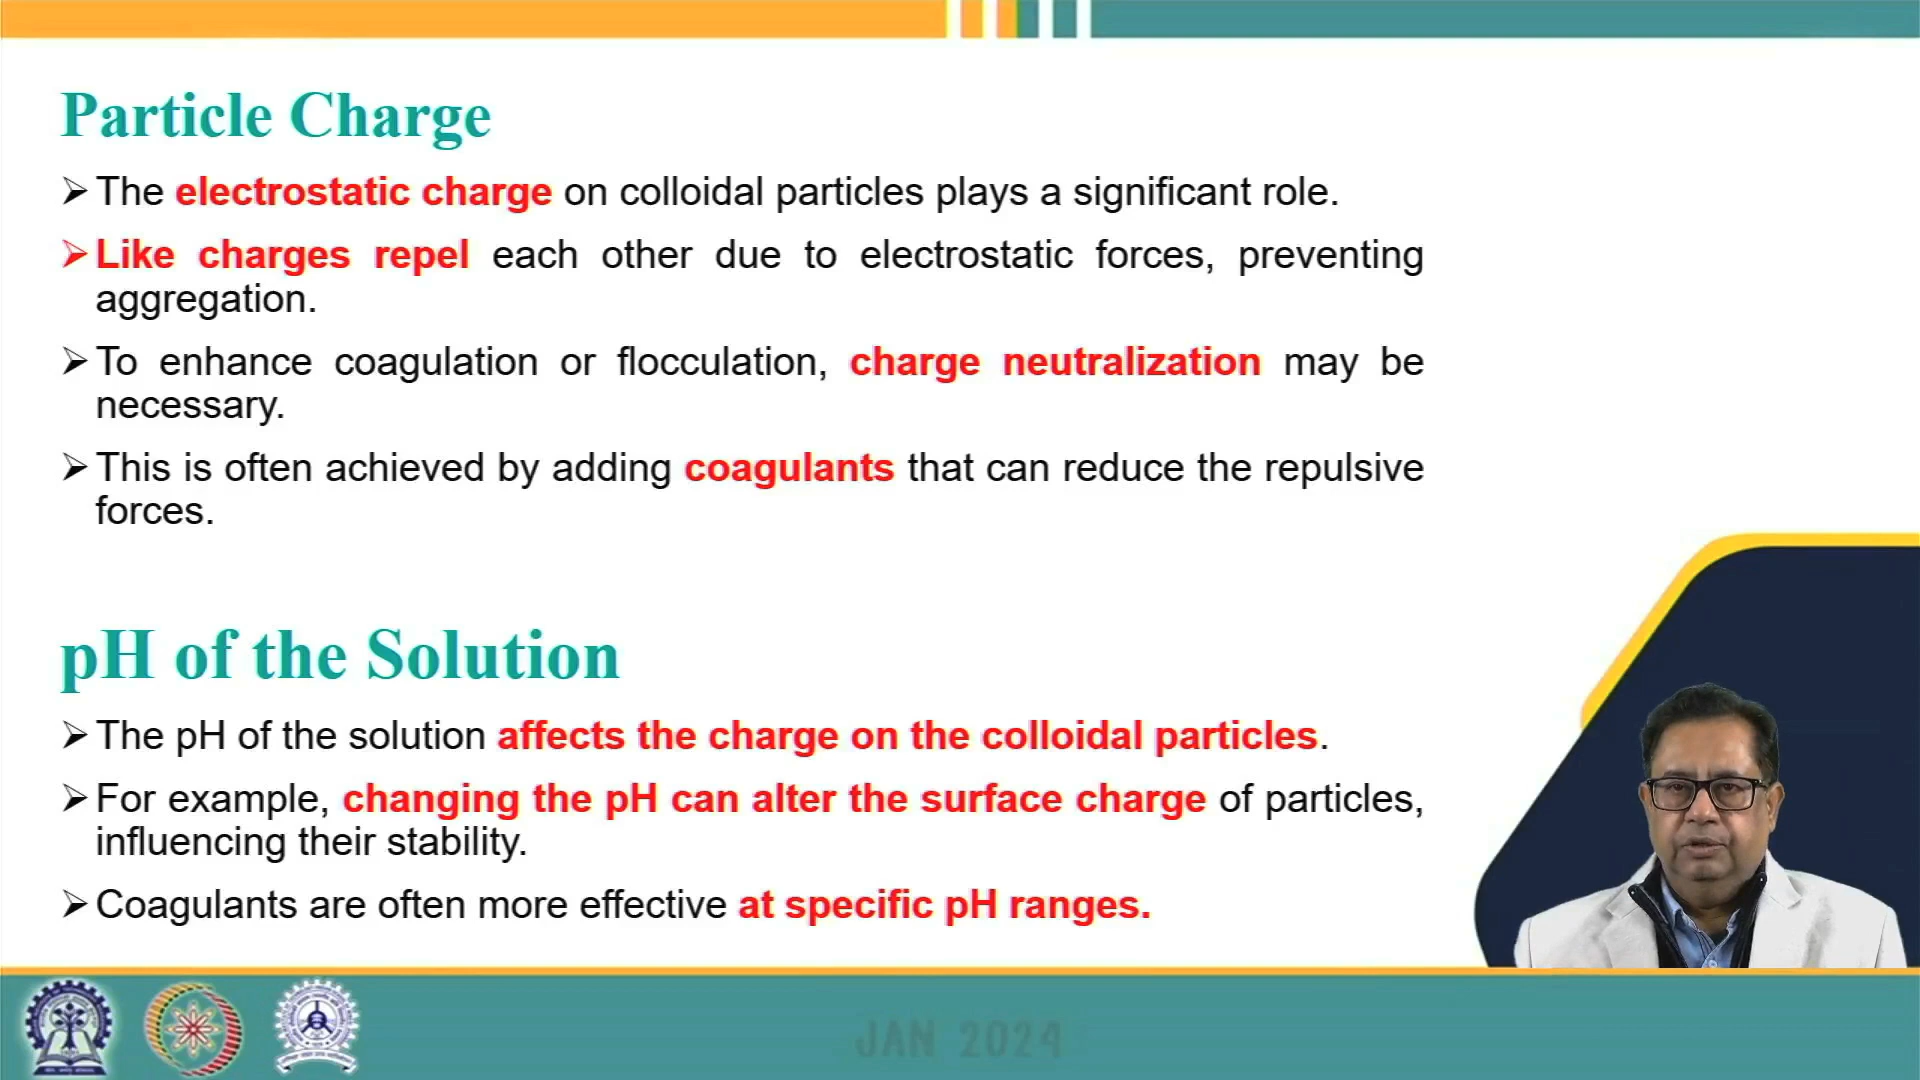 Particle Charge
➢ The electrostatic charge on colloidal particles plays a significant role.
➢ Like charges repel each other due to electrostatic forces, preventing
aggregation.
➢ To enhance coagulation or flocculation, charge neutralization may be
necessary.
➢ This is often achieved by adding coagulants that can reduce the repulsive
forces.
pH of the Solution
➢ The pH of the solution affects the charge on the colloidal particles.
➢ For example, changing the pH can alter the surface charge of particles,
influencing their stability.
➢ Coagulants are often more effective at specific pH ranges.
JAN 2024